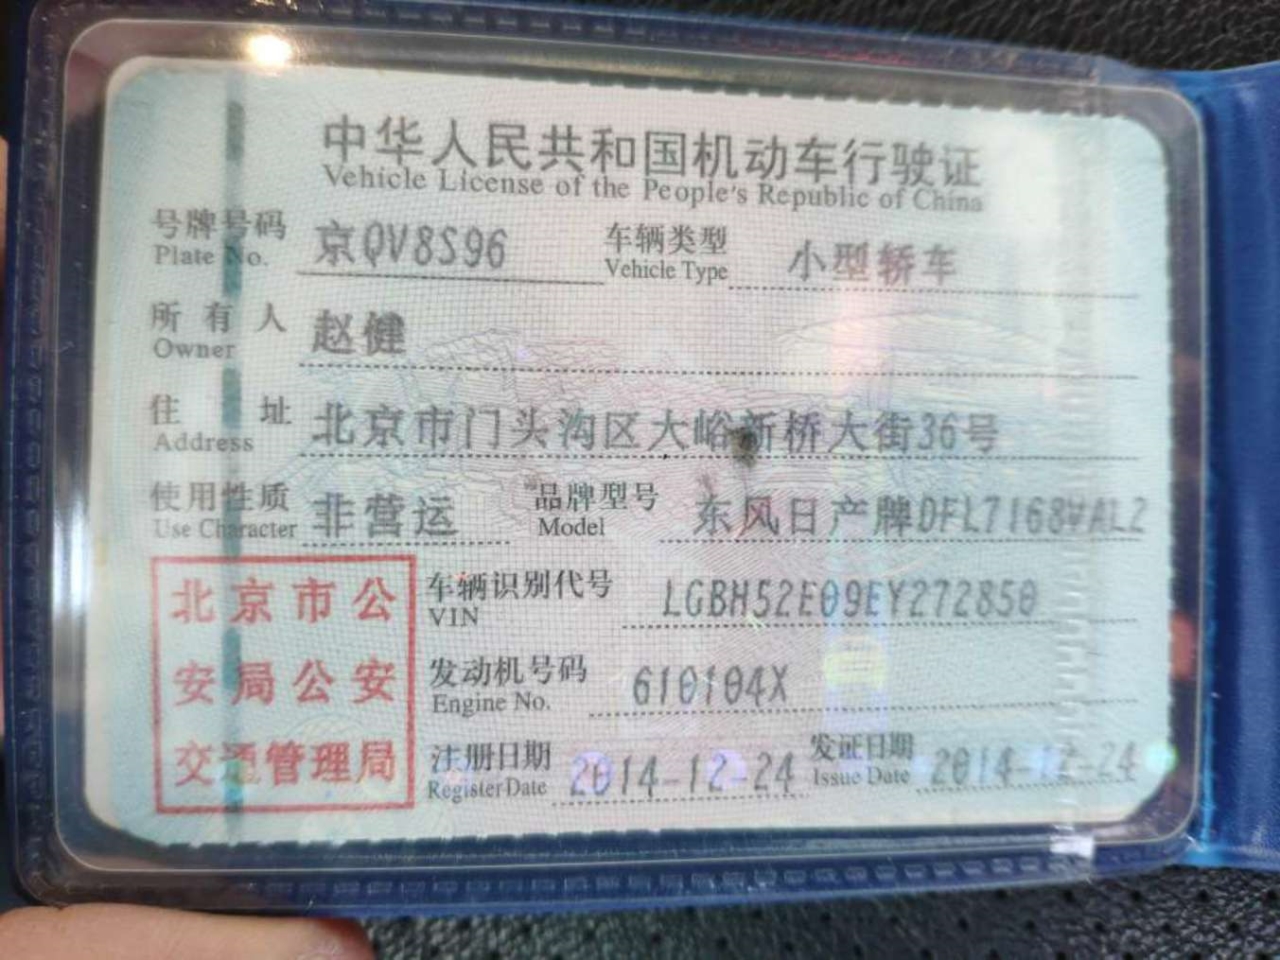 中华人民共和国机动车行驶证
Vehicle License of the People's Republic of China
号牌号码 京QV8S96 车辆类型 小型轿车
Plate No. Vehicle Type
所有人 赵健
Owner
住址 北京市门头沟区大峪新桥大街36号
Address
使用性质 非营运 品牌型号 东风日产牌DFL7168WAL2
Use Character Model
北京市公
安局公安
交通管理局
车辆识别代号 LGBH52E09EY272850
VIN
发动机号码 610104X
Engine No.
注册日期 2014-12-24 发证日期 2014-12-24
Register Date Issue Date